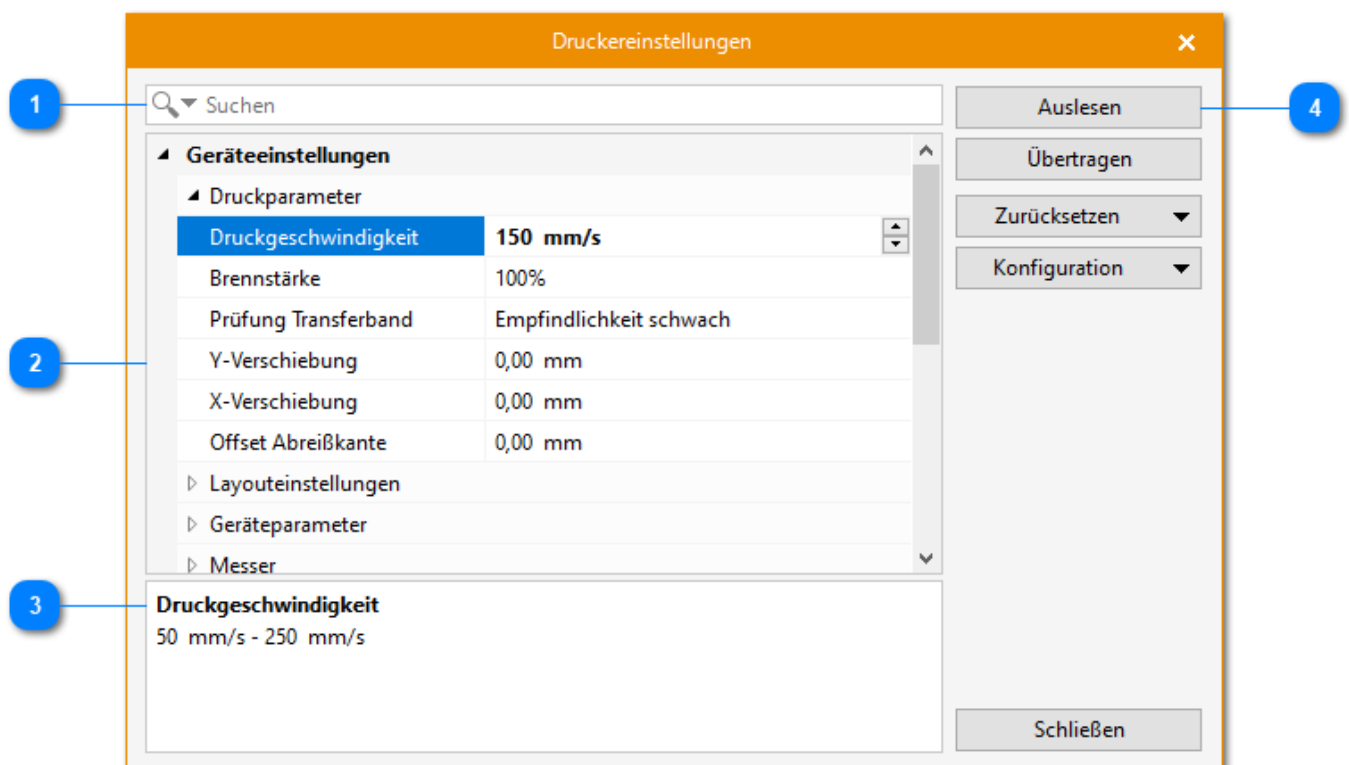 Druckereinstellungen
1
Suchen
Auslesen
4
Geräteeinstellungen
Übertragen
Druckparameter
Zurücksetzen
Druckgeschwindigkeit 150 mm/s
Konfiguration
Brennstärke 100%
Prüfung Transferband Empfindlichkeit schwach
2
Y-Verschiebung 0,00 mm
X-Verschiebung 0,00 mm
Offset Abreißkante 0,00 mm
Layouteinstellungen
Geräteparameter
Messer
3
Druckgeschwindigkeit
50 mm/s - 250 mm/s
Schließen